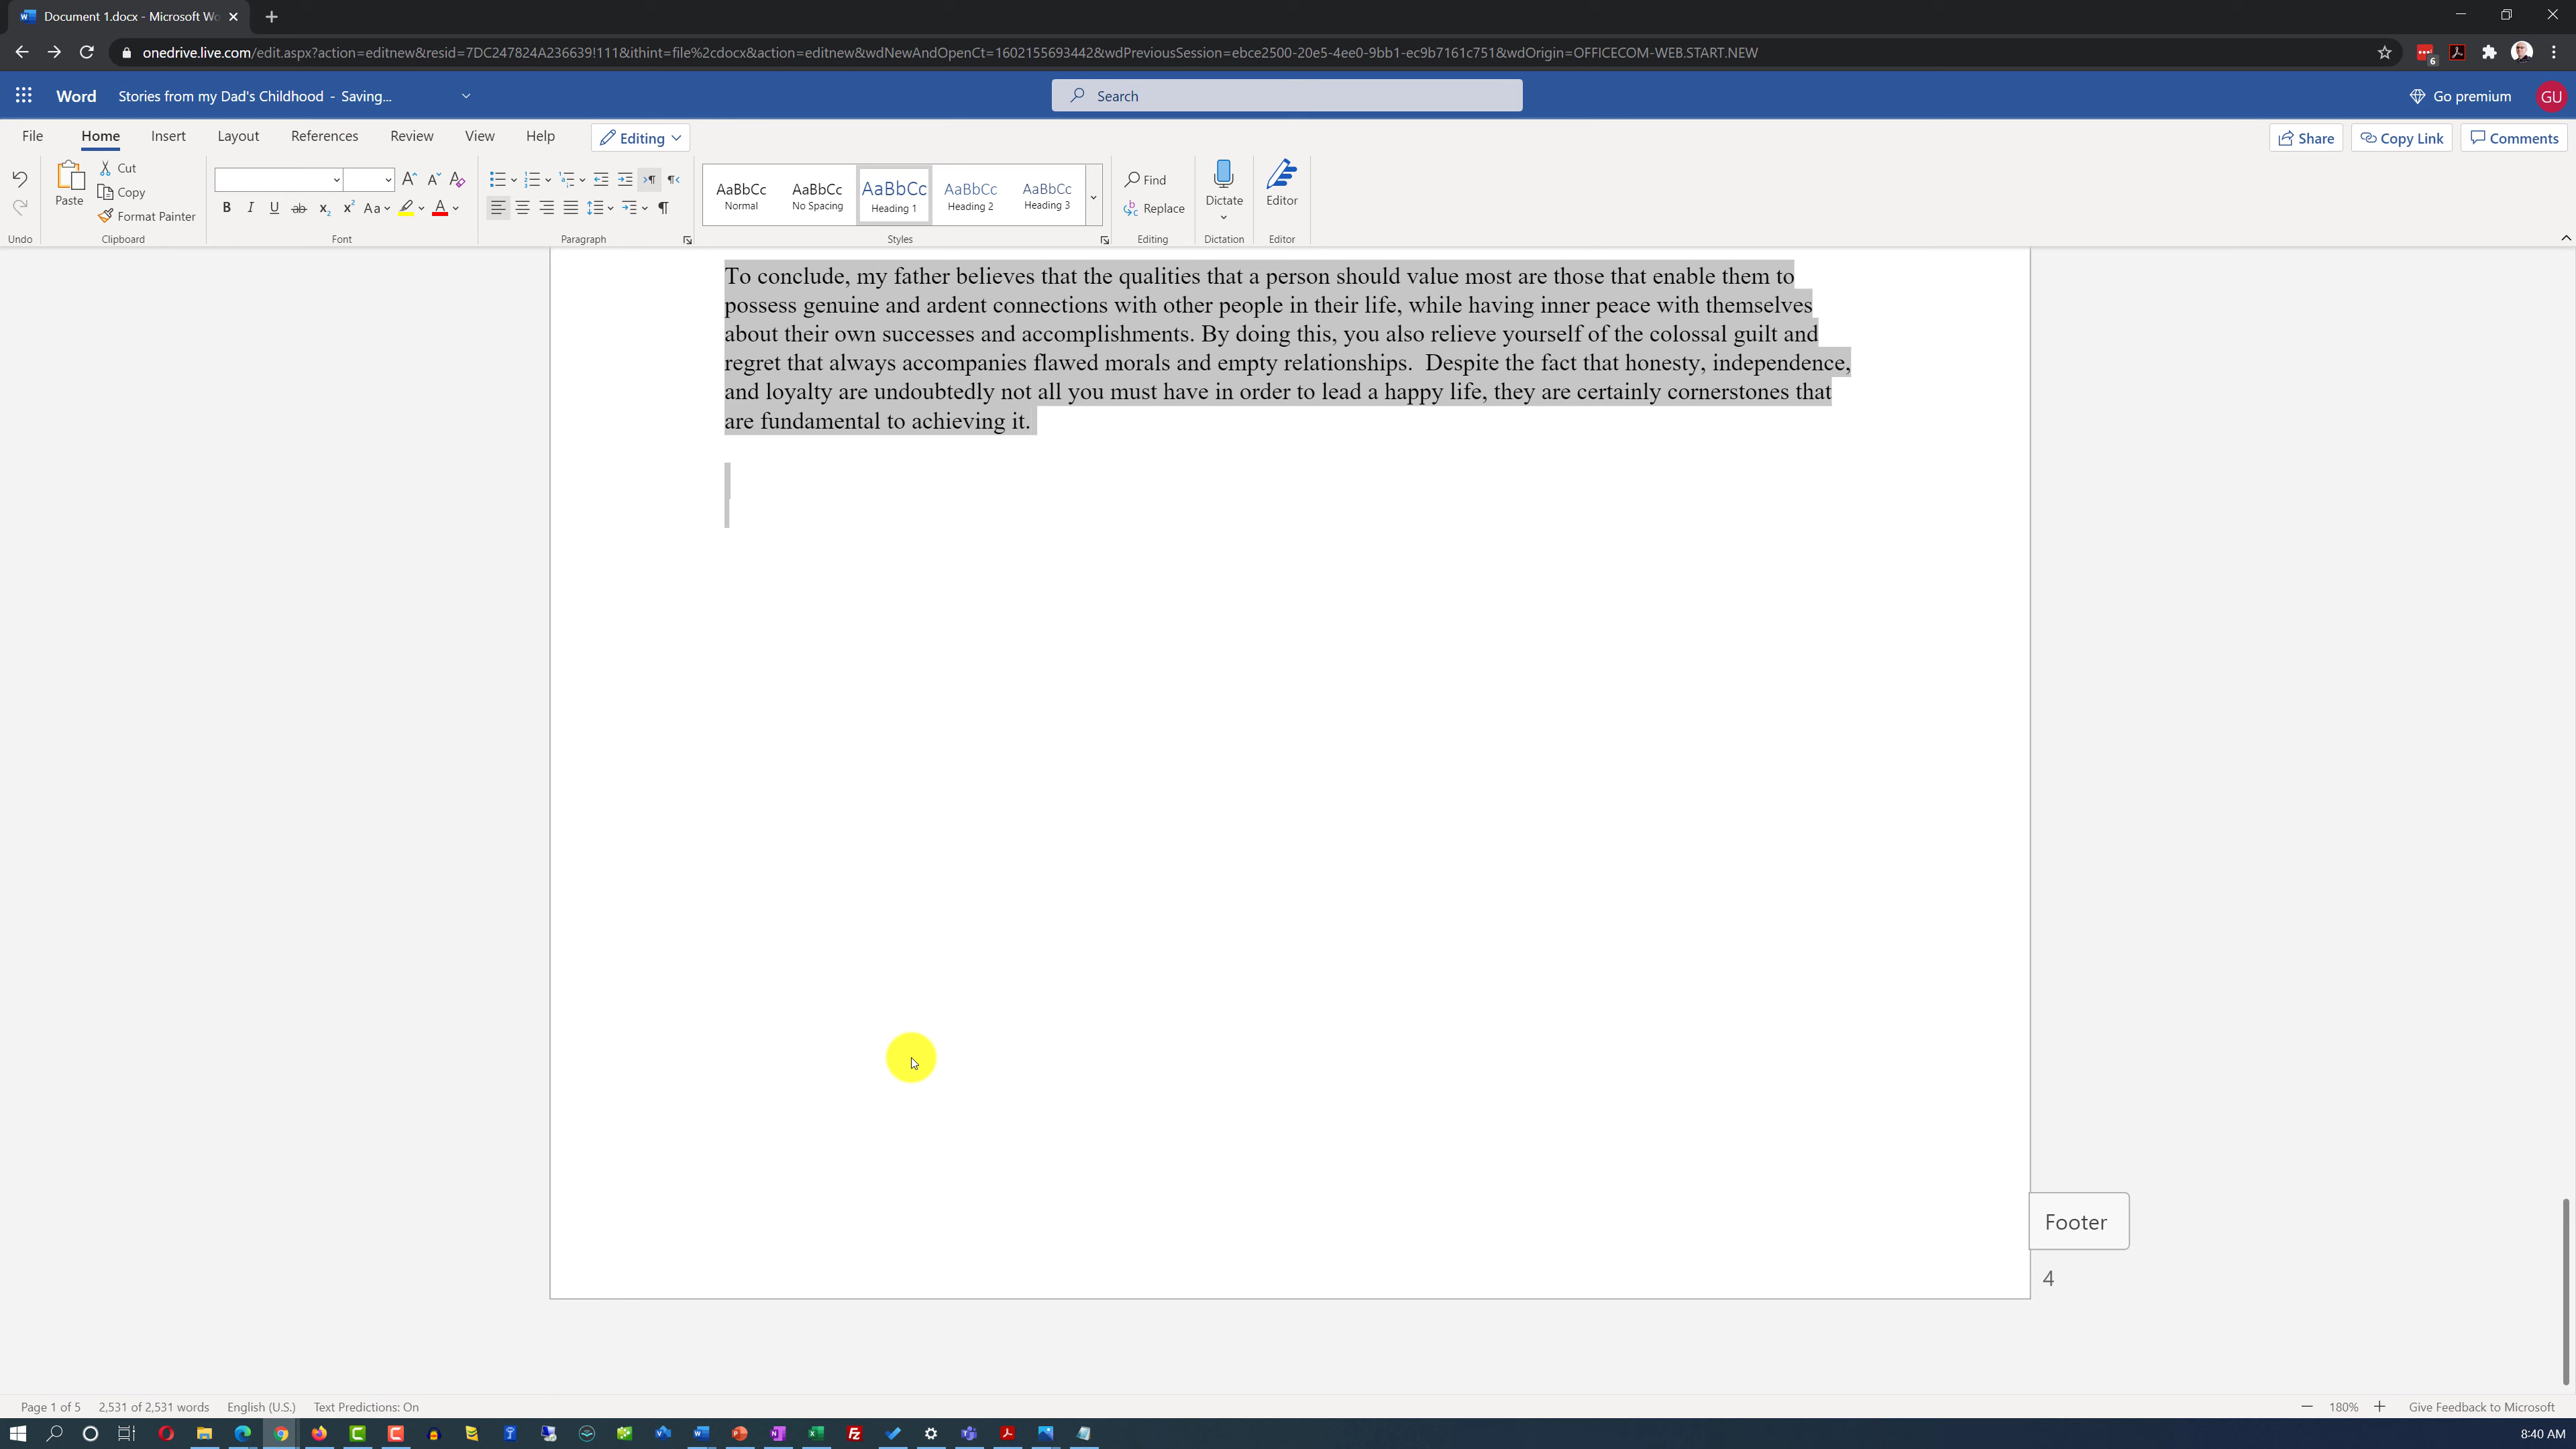 Document 1.docx - Microsoft Wo
onedrive.live.com/edit.aspx?action=editnew&resid=7DC247824A236639!111&ithint=file%2cdocx&action=editnew&wdNewAndOpenCt=1602155693442&wdPreviousSession=ebce2500-20e5-4ee0-9bb1-ec9b7161c751&wdOrigin=OFFICECOM-WEB.START.NEW
6
Word Stories from my Dad's Childhood - Saving... Search Go premium GU
File Home Insert Layout References Review View Help Editing Share Copy Link Comments
Cut
Copy
Format Painter
Paste
Undo Clipboard Font Paragraph Styles Editing Dictation Editor
AaBbCc AaBbCc AaBbCc AaBbCc AaBbCc
Normal No Spacing Heading 1 Heading 2 Heading 3
Find
Replace
Dictate Editor
To conclude, my father believes that the qualities that a person should value most are those that enable them to
possess genuine and ardent connections with other people in their life, while having inner peace with themselves
about their own successes and accomplishments. By doing this, you also relieve yourself of the colossal guilt and
regret that always accompanies flawed morals and empty relationships.  Despite the fact that honesty, independence,
and loyalty are undoubtedly not all you must have in order to lead a happy life, they are certainly cornerstones that
are fundamental to achieving it.
Footer
4
Page 1 of 5 2,531 of 2,531 words English (U.S.) Text Predictions: On 180% Give Feedback to Microsoft
8:40 AM